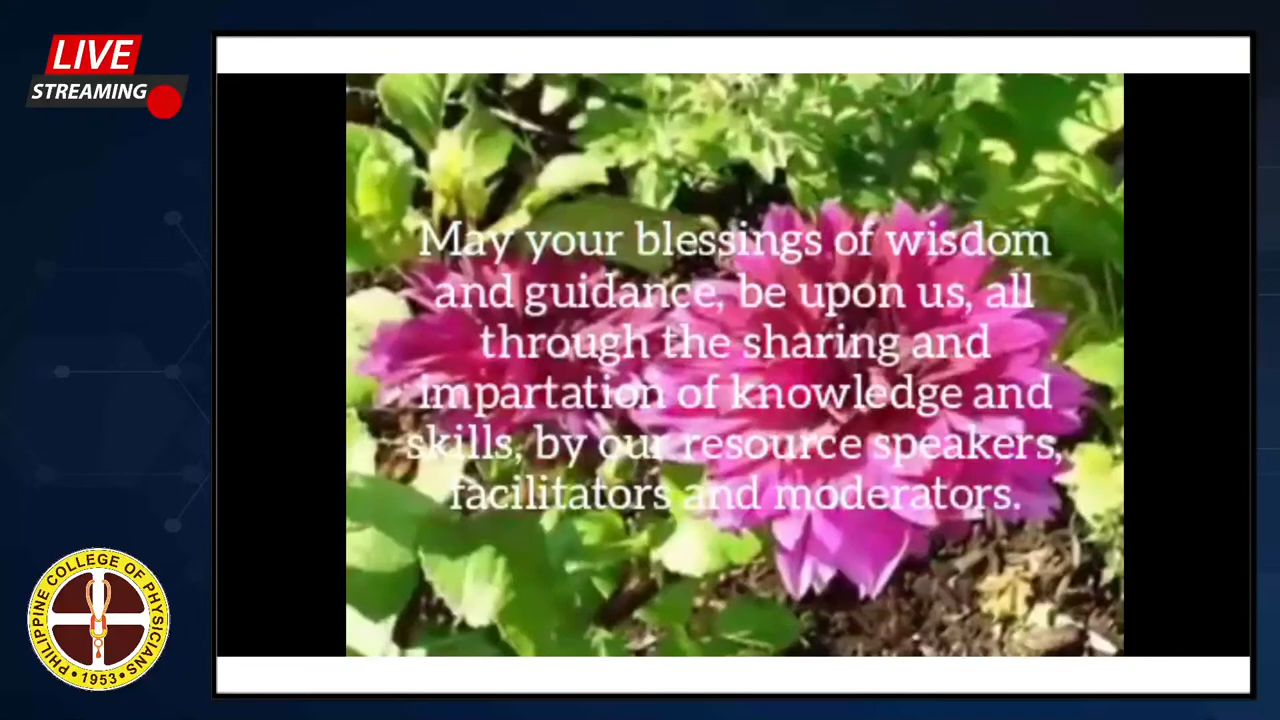 LIVE
STREAMING
May your blessings of wisdom
and guidance, be upon us, all
through the sharing and
impartation of knowledge and
skills, by our resource speakers,
facilitators and moderators.
PHILIPPINE COLLEGE OF PHYSICIANS
• 1953 •